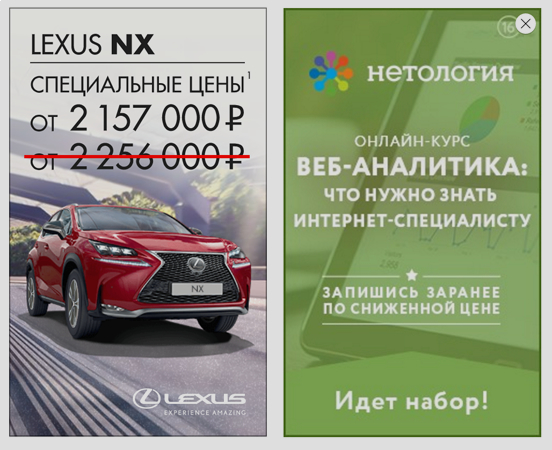 LEXUS NX
СПЕЦИАЛЬНЫЕ ЦЕНЫ¹
ОТ 2 157 000 ₽
ОТ 2 256 000 ₽
NX
LEXUS
EXPERIENCE AMAZING
16
нетология
ОНЛАЙН-КУРС
ВЕБ-АНАЛИТИКА:
ЧТО НУЖНО ЗНАТЬ
ИНТЕРНЕТ-СПЕЦИАЛИСТУ
ЗАПИШИСЬ ЗАРАНЕЕ
ПО СНИЖЕННОЙ ЦЕНЕ
Идет набор!